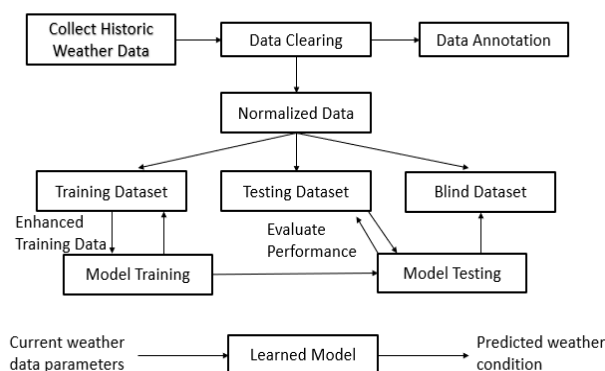 Collect Historic
Weather Data
Data Clearing
Data Annotation
Normalized Data
Training Dataset
Testing Dataset
Blind Dataset
Enhanced
Training Data
Evaluate
Performance
Model Training
Model Testing
Current weather
data parameters
Learned Model
Predicted weather
condition